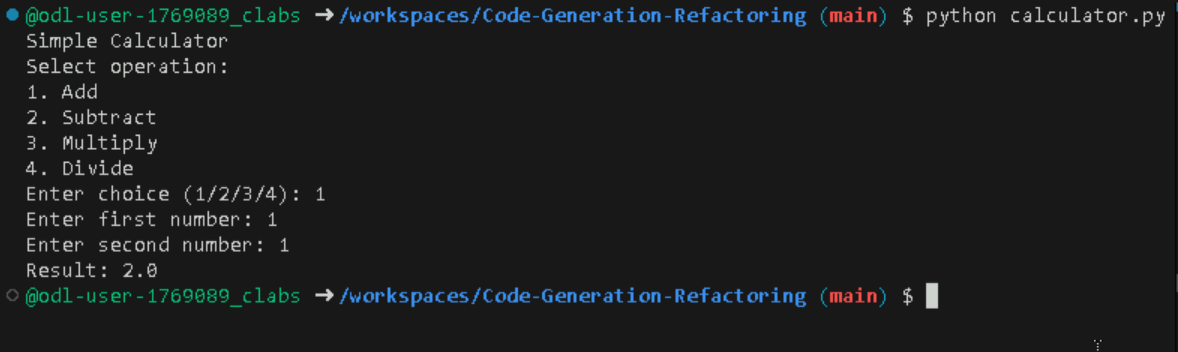 @odl-user-1769089_clabs ➜ /workspaces/Code-Generation-Refactoring (main) $ python calculator.py
Simple Calculator
Select operation:
1. Add
2. Subtract
3. Multiply
4. Divide
Enter choice (1/2/3/4): 1
Enter first number: 1
Enter second number: 1
Result: 2.0
@odl-user-1769089_clabs ➜ /workspaces/Code-Generation-Refactoring (main) $